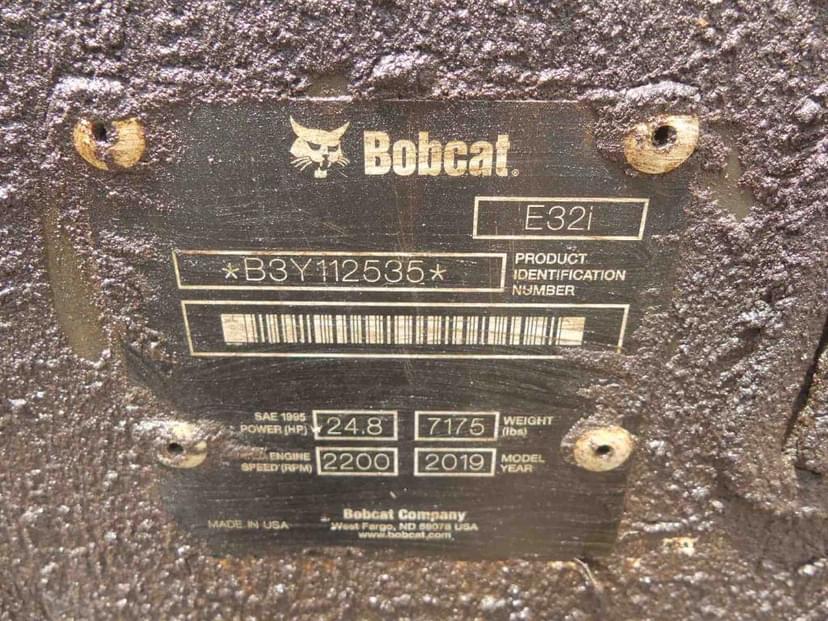 Bobcat®
E32i
*B3Y112535*
PRODUCT
IDENTIFICATION
NUMBER
SAE 1995
POWER (HP)
24.8
7175
WEIGHT
(lbs)
ENGINE
SPEED (RPM)
2200
2019
MODEL
YEAR
Bobcat Company
MADE IN USA
West Fargo, ND 58078 USA
www.bobcat.com